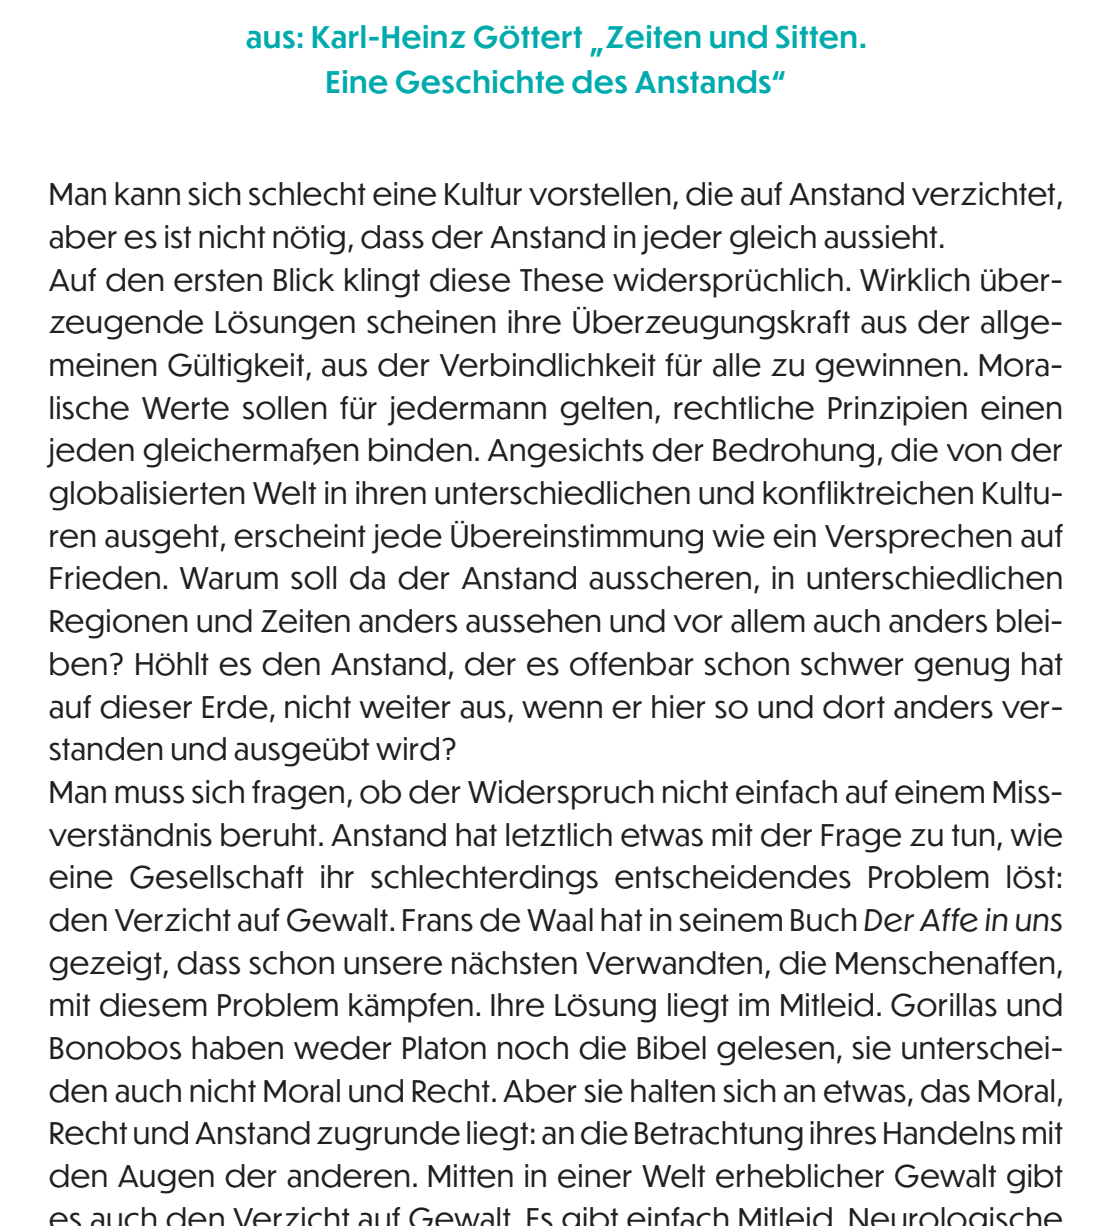 aus: Karl-Heinz Göttert „Zeiten und Sitten.
Eine Geschichte des Anstands“
Man kann sich schlecht eine Kultur vorstellen, die auf Anstand verzichtet,
aber es ist nicht nötig, dass der Anstand in jeder gleich aussieht.
Auf den ersten Blick klingt diese These widersprüchlich. Wirklich über-
zeugende Lösungen scheinen ihre Überzeugungskraft aus der allge-
meinen Gültigkeit, aus der Verbindlichkeit für alle zu gewinnen. Mora-
lische Werte sollen für jedermann gelten, rechtliche Prinzipien einen
jeden gleichermaßen binden. Angesichts der Bedrohung, die von der
globalisierten Welt in ihren unterschiedlichen und konfliktreichen Kultu-
ren ausgeht, erscheint jede Übereinstimmung wie ein Versprechen auf
Frieden. Warum soll da der Anstand ausscheren, in unterschiedlichen
Regionen und Zeiten anders aussehen und vor allem auch anders blei-
ben? Höhlt es den Anstand, der es offenbar schon schwer genug hat
auf dieser Erde, nicht weiter aus, wenn er hier so und dort anders ver-
standen und ausgeübt wird?
Man muss sich fragen, ob der Widerspruch nicht einfach auf einem Miss-
verständnis beruht. Anstand hat letztlich etwas mit der Frage zu tun, wie
eine Gesellschaft ihr schlechterdings entscheidendes Problem löst:
den Verzicht auf Gewalt. Frans de Waal hat in seinem Buch Der Affe in uns
gezeigt, dass schon unsere nächsten Verwandten, die Menschenaffen,
mit diesem Problem kämpfen. Ihre Lösung liegt im Mitleid. Gorillas und
Bonobos haben weder Platon noch die Bibel gelesen, sie unterschei-
den auch nicht Moral und Recht. Aber sie halten sich an etwas, das Moral,
Recht und Anstand zugrunde liegt: an die Betrachtung ihres Handelns mit
den Augen der anderen. Mitten in einer Welt erheblicher Gewalt gibt
es auch den Verzicht auf Gewalt. Es gibt einfach Mitleid. Neurologische